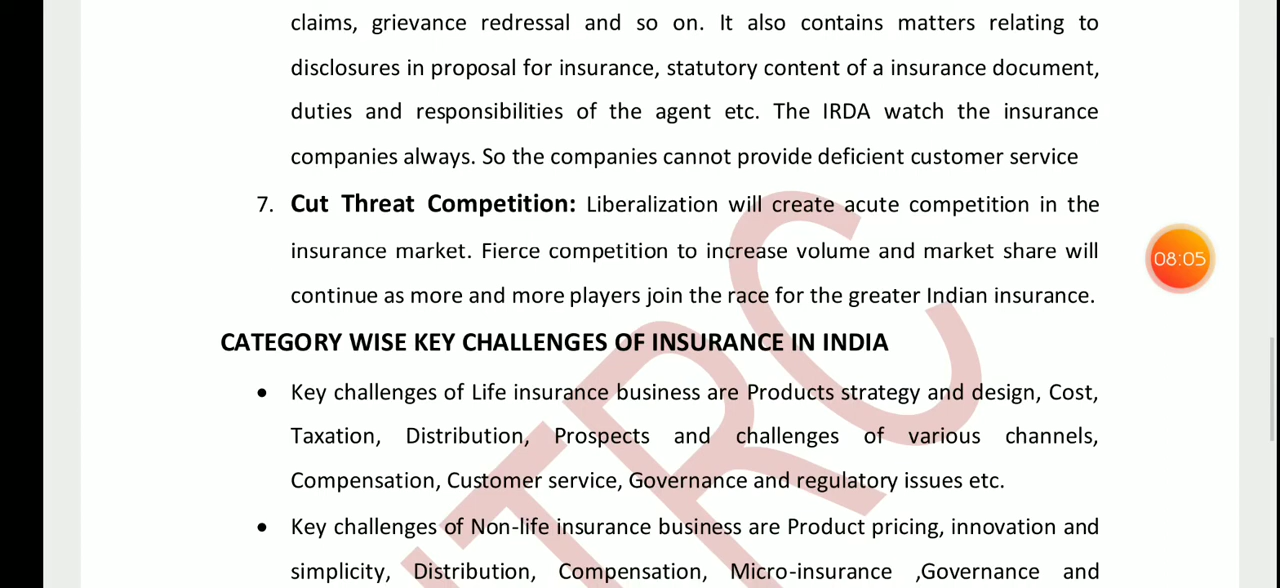 claims, grievance redressal and so on. It also contains matters relating to
disclosures in proposal for insurance, statutory content of a insurance document,
duties and responsibilities of the agent etc. The IRDA watch the insurance
companies always. So the companies cannot provide deficient customer service
7. Cut Threat Competition: Liberalization will create acute competition in the
insurance market. Fierce competition to increase volume and market share will
continue as more and more players join the race for the greater Indian insurance.
08:05
CATEGORY WISE KEY CHALLENGES OF INSURANCE IN INDIA
• Key challenges of Life insurance business are Products strategy and design, Cost,
Taxation, Distribution, Prospects and challenges of various channels,
Compensation, Customer service, Governance and regulatory issues etc.
• Key challenges of Non-life insurance business are Product pricing, innovation and
simplicity, Distribution, Compensation, Micro-insurance ,Governance and
TRC